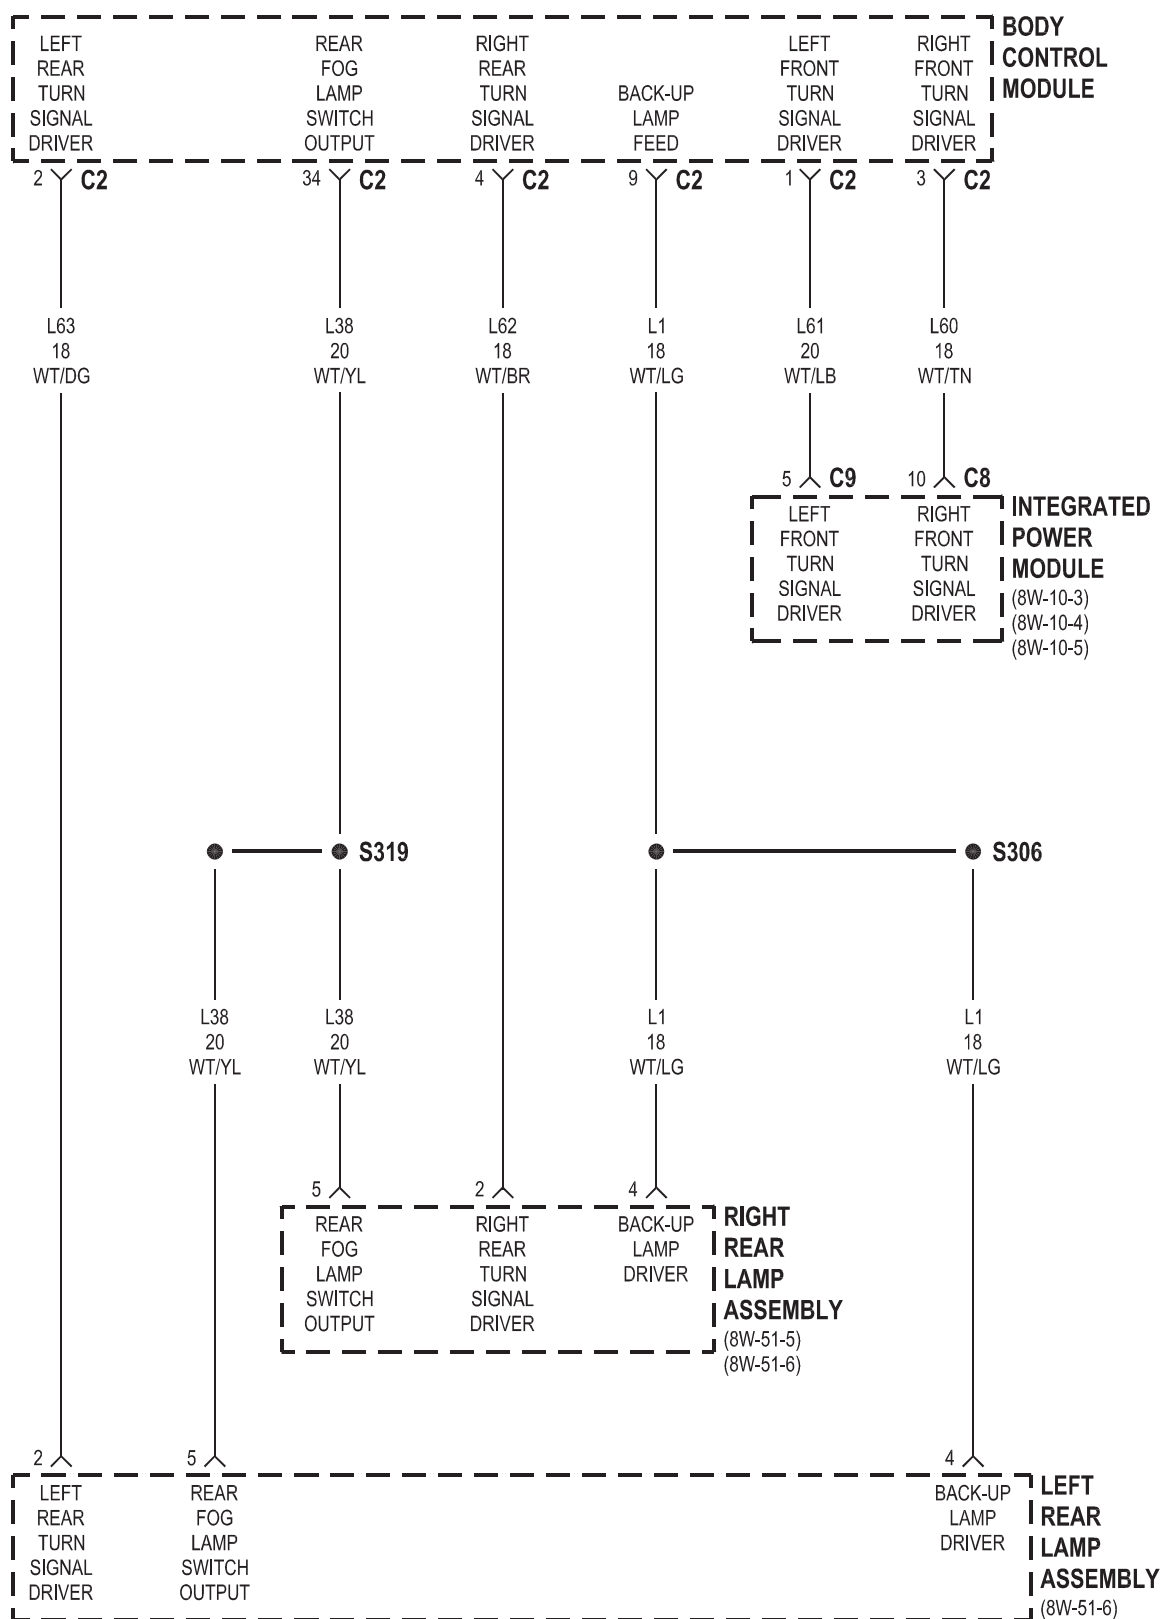 LEFT
REAR
TURN
SIGNAL
DRIVER
REAR
FOG
LAMP
SWITCH
OUTPUT
RIGHT
REAR
TURN
SIGNAL
DRIVER
BACK-UP
LAMP
FEED
LEFT
FRONT
TURN
SIGNAL
DRIVER
RIGHT
FRONT
TURN
SIGNAL
DRIVER
BODY
CONTROL
MODULE
2 C2
34 C2
4 C2
9 C2
1 C2
3 C2
L63
18
WT/DG
L38
20
WT/YL
L62
18
WT/BR
L1
18
WT/LG
L61
20
WT/LB
L60
18
WT/TN
5 C9
10 C8
LEFT
FRONT
TURN
SIGNAL
DRIVER
RIGHT
FRONT
TURN
SIGNAL
DRIVER
INTEGRATED
POWER
MODULE
(8W-10-3)
(8W-10-4)
(8W-10-5)
S319
S306
L38
20
WT/YL
L38
20
WT/YL
L1
18
WT/LG
L1
18
WT/LG
5
2
4
REAR
FOG
LAMP
SWITCH
OUTPUT
RIGHT
REAR
TURN
SIGNAL
DRIVER
BACK-UP
LAMP
DRIVER
RIGHT
REAR
LAMP
ASSEMBLY
(8W-51-5)
(8W-51-6)
2
5
4
LEFT
REAR
TURN
SIGNAL
DRIVER
REAR
FOG
LAMP
SWITCH
OUTPUT
BACK-UP
LAMP
DRIVER
LEFT
REAR
LAMP
ASSEMBLY
(8W-51-6)